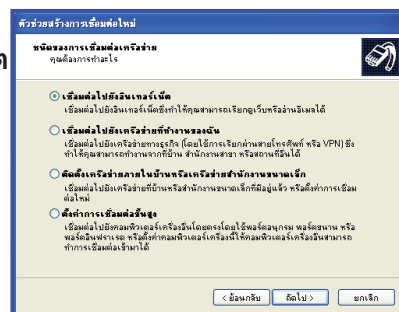 ตัวช่วยสร้างการเชื่อมต่อใหม่
ชนิดของการเชื่อมต่อเครือข่าย
คุณต้องการทำอะไร
เชื่อมต่อไปยังอินเทอร์เน็ต
เชื่อมต่อไปยังอินเทอร์เน็ตซึ่งทำให้คุณสามารถเรียกดูเว็บหรืออ่านอีเมลได้
เชื่อมต่อไปยังเครือข่ายที่ทำงานของฉัน
เชื่อมต่อไปยังเครือข่ายทางธุรกิจ (โดยใช้การเรียกผ่านสายโทรศัพท์ หรือ VPN) ซึ่ง
ทำให้คุณสามารถทำงานจากที่บ้าน สำนักงานสาขา หรือสถานที่อื่นได้
ติดตั้งเครือข่ายภายในบ้านหรือเครือข่ายสำนักงานขนาดเล็ก
เชื่อมต่อไปยังเครือข่ายที่บ้านหรือสำนักงานขนาดเล็กที่มีอยู่แล้ว หรือตั้งค่าการเชื่อม
ต่อใหม่
ตั้งค่าการเชื่อมต่อขั้นสูง
เชื่อมต่อไปยังคอมพิวเตอร์เครื่องอื่นโดยตรงโดยใช้พอร์ตอนุกรม พอร์ตขนาน หรือ
พอร์ตอินฟราเรด หรือตั้งค่าคอมพิวเตอร์เครื่องนี้ให้คอมพิวเตอร์เครื่องอื่นสามารถ
ทำการเชื่อมต่อเข้ามาได้
< ย้อนกลับ ถัดไป > ยกเลิก